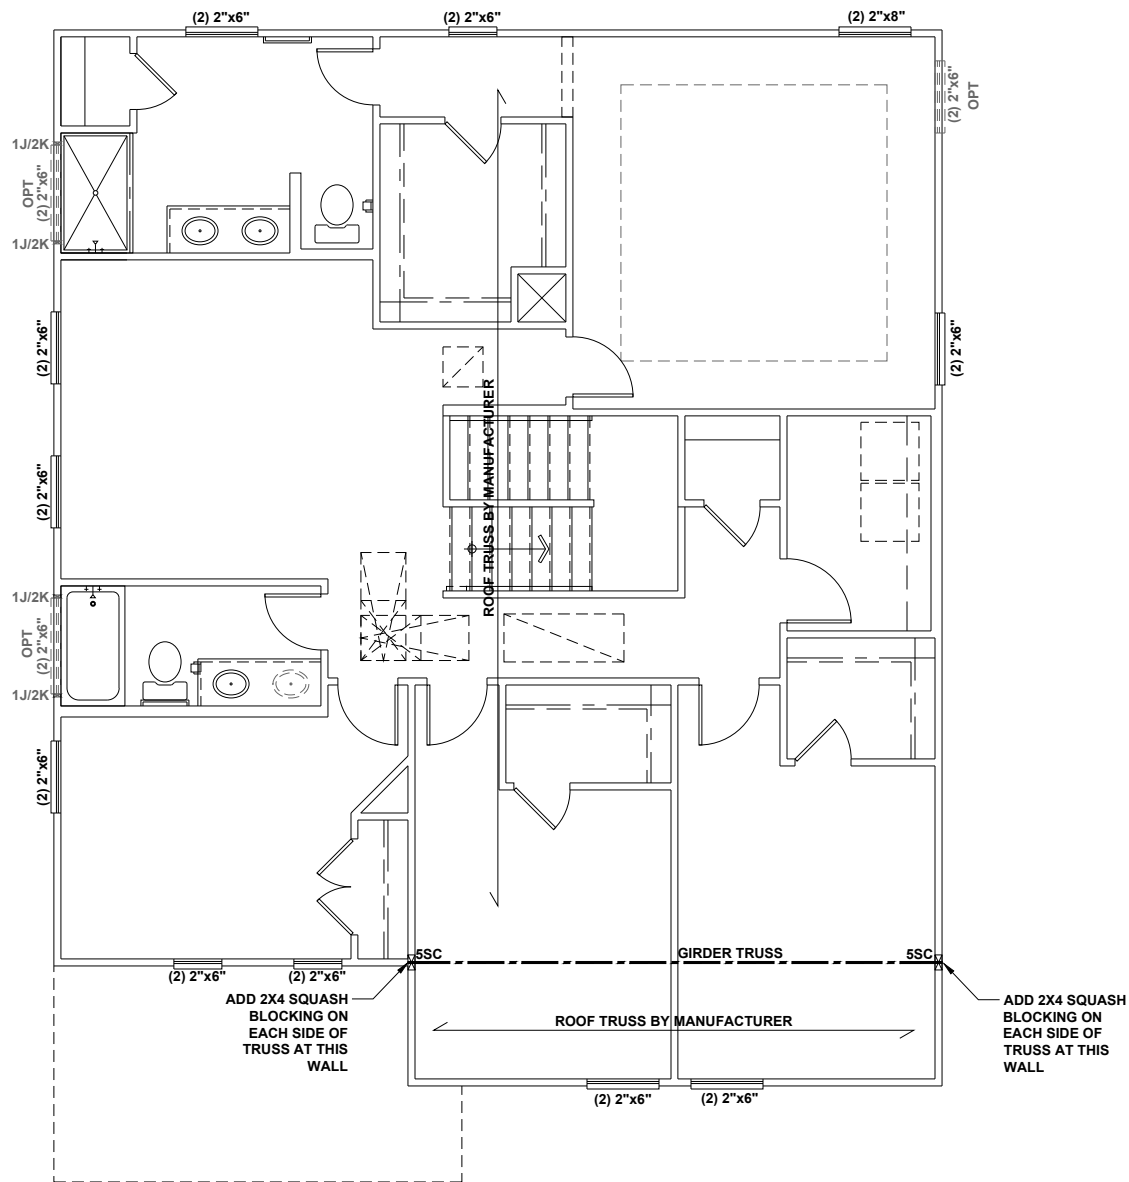 (2) 2"x6"
(2) 2"x6"
(2) 2"x8"
(2) 2"x6"
OPT
1J/2K
OPT
(2) 2"x6"
1J/2K
(2) 2"x6"
(2) 2"x6"
ROOF TRUSS BY MANUFACTURER
(2) 2"x6"
1J/2K
OPT
(2) 2"x6"
1J/2K
(2) 2"x6"
5SC
GIRDER TRUSS
5SC
(2) 2"x6"
(2) 2"x6"
ADD 2X4 SQUASH
BLOCKING ON
EACH SIDE OF
TRUSS AT THIS
WALL
ROOF TRUSS BY MANUFACTURER
ADD 2X4 SQUASH
BLOCKING ON
EACH SIDE OF
TRUSS AT THIS
WALL
(2) 2"x6"
(2) 2"x6"